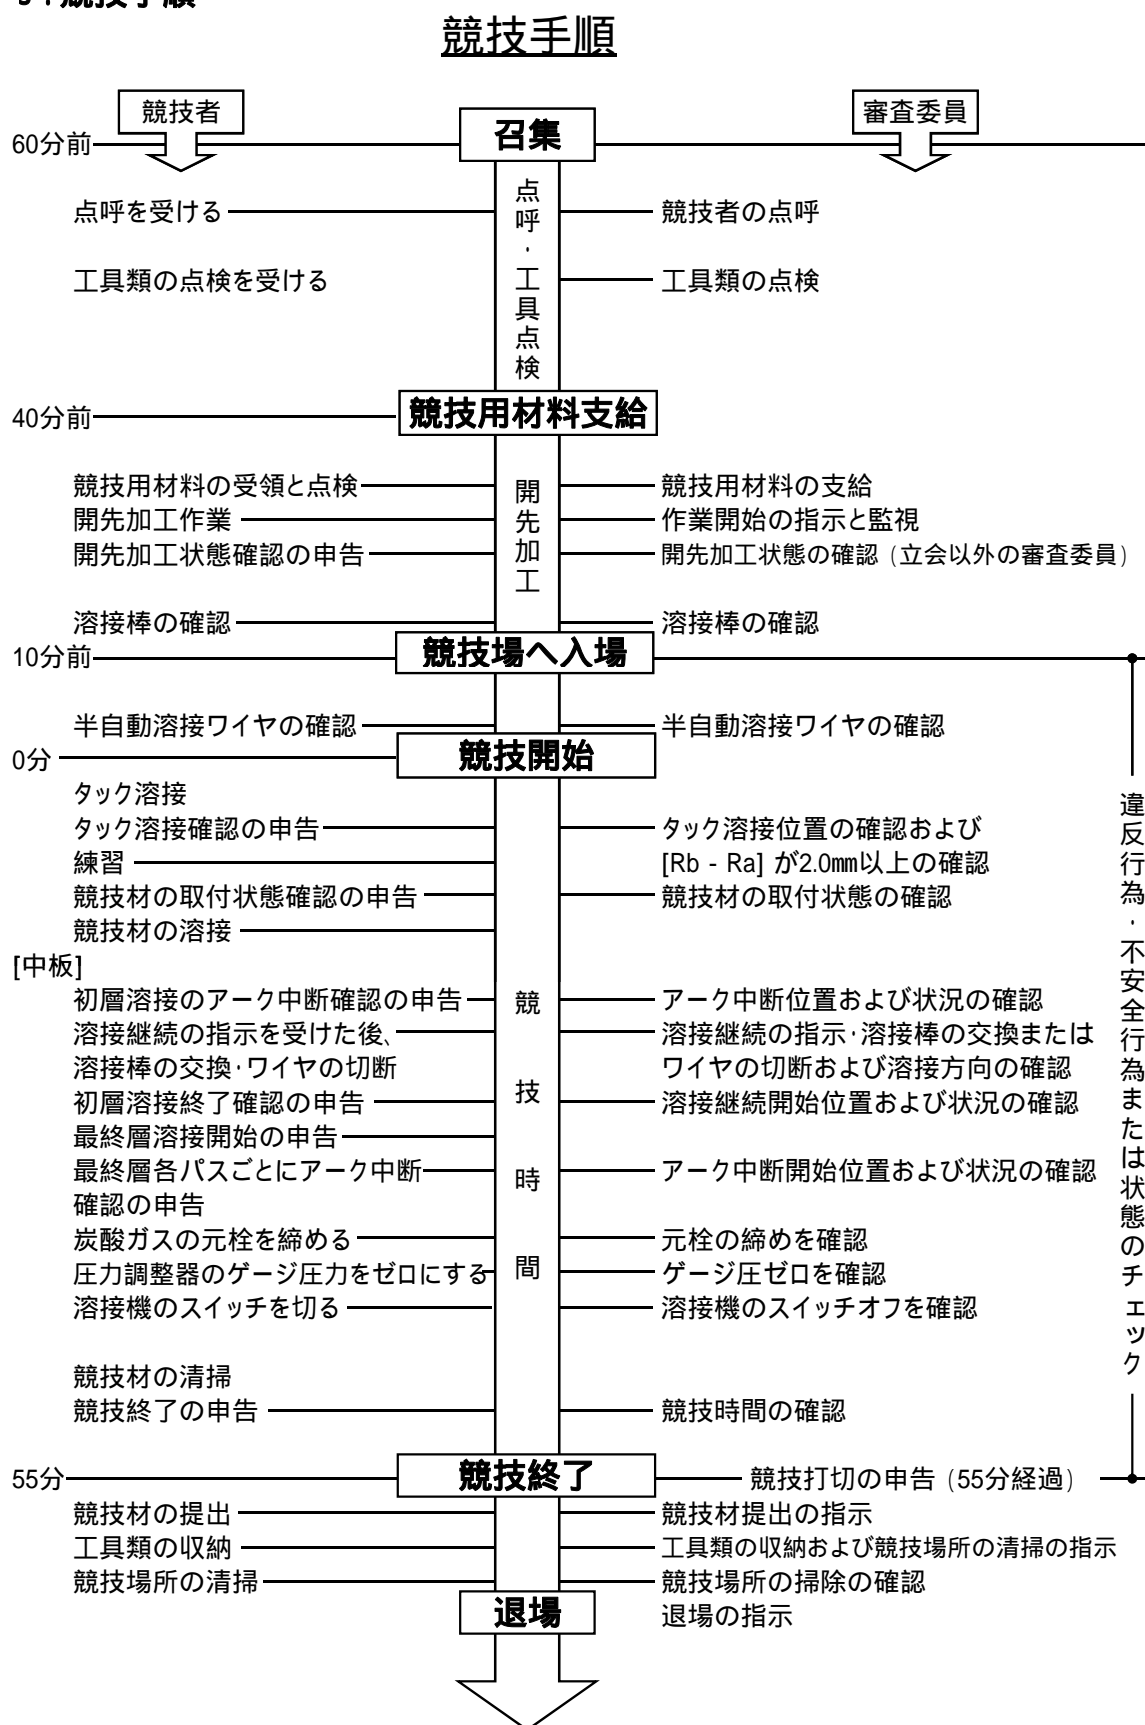 競技手順
競技者
審査委員
60分前
召集
点呼・工具点検
点呼を受ける
競技者の点呼
工具類の点検を受ける
工具類の点検
40分前
競技用材料支給
開先加工
競技用材料の受領と点検
競技用材料の支給
開先加工作業
作業開始の指示と監視
開先加工状態確認の申告
開先加工状態の確認（立会以外の審査委員）
溶接棒の確認
溶接棒の確認
10分前
競技場へ入場
半自動溶接ワイヤの確認
半自動溶接ワイヤの確認
0分
競技開始
違反行為・不安全行為または状態のチェック
タック溶接
タック溶接確認の申告
タック溶接位置の確認および
練習
[Rb - Ra] が2.0㎜以上の確認
競技材の取付状態確認の申告
競技材の取付状態の確認
競技材の溶接
[中板]
競技時間
初層溶接のアーク中断確認の申告
アーク中断位置および状況の確認
溶接継続の指示を受けた後、
溶接継続の指示・溶接棒の交換または
溶接棒の交換・ワイヤの切断
ワイヤの切断および溶接方向の確認
初層溶接終了確認の申告
溶接継続開始位置および状況の確認
最終層溶接開始の申告
最終層各パスごとにアーク中断
アーク中断開始位置および状況の確認
確認の申告
炭酸ガスの元栓を締める
元栓の締めを確認
圧力調整器のゲージ圧力をゼロにする
ゲージ圧ゼロを確認
溶接機のスイッチを切る
溶接機のスイッチオフを確認
競技材の清掃
競技終了の申告
競技時間の確認
55分
競技終了
競技打切の申告（55分経過）
競技材の提出
競技材提出の指示
工具類の収納
工具類の収納および競技場所の清掃の指示
競技場所の清掃
競技場所の掃除の確認
退場
退場の指示